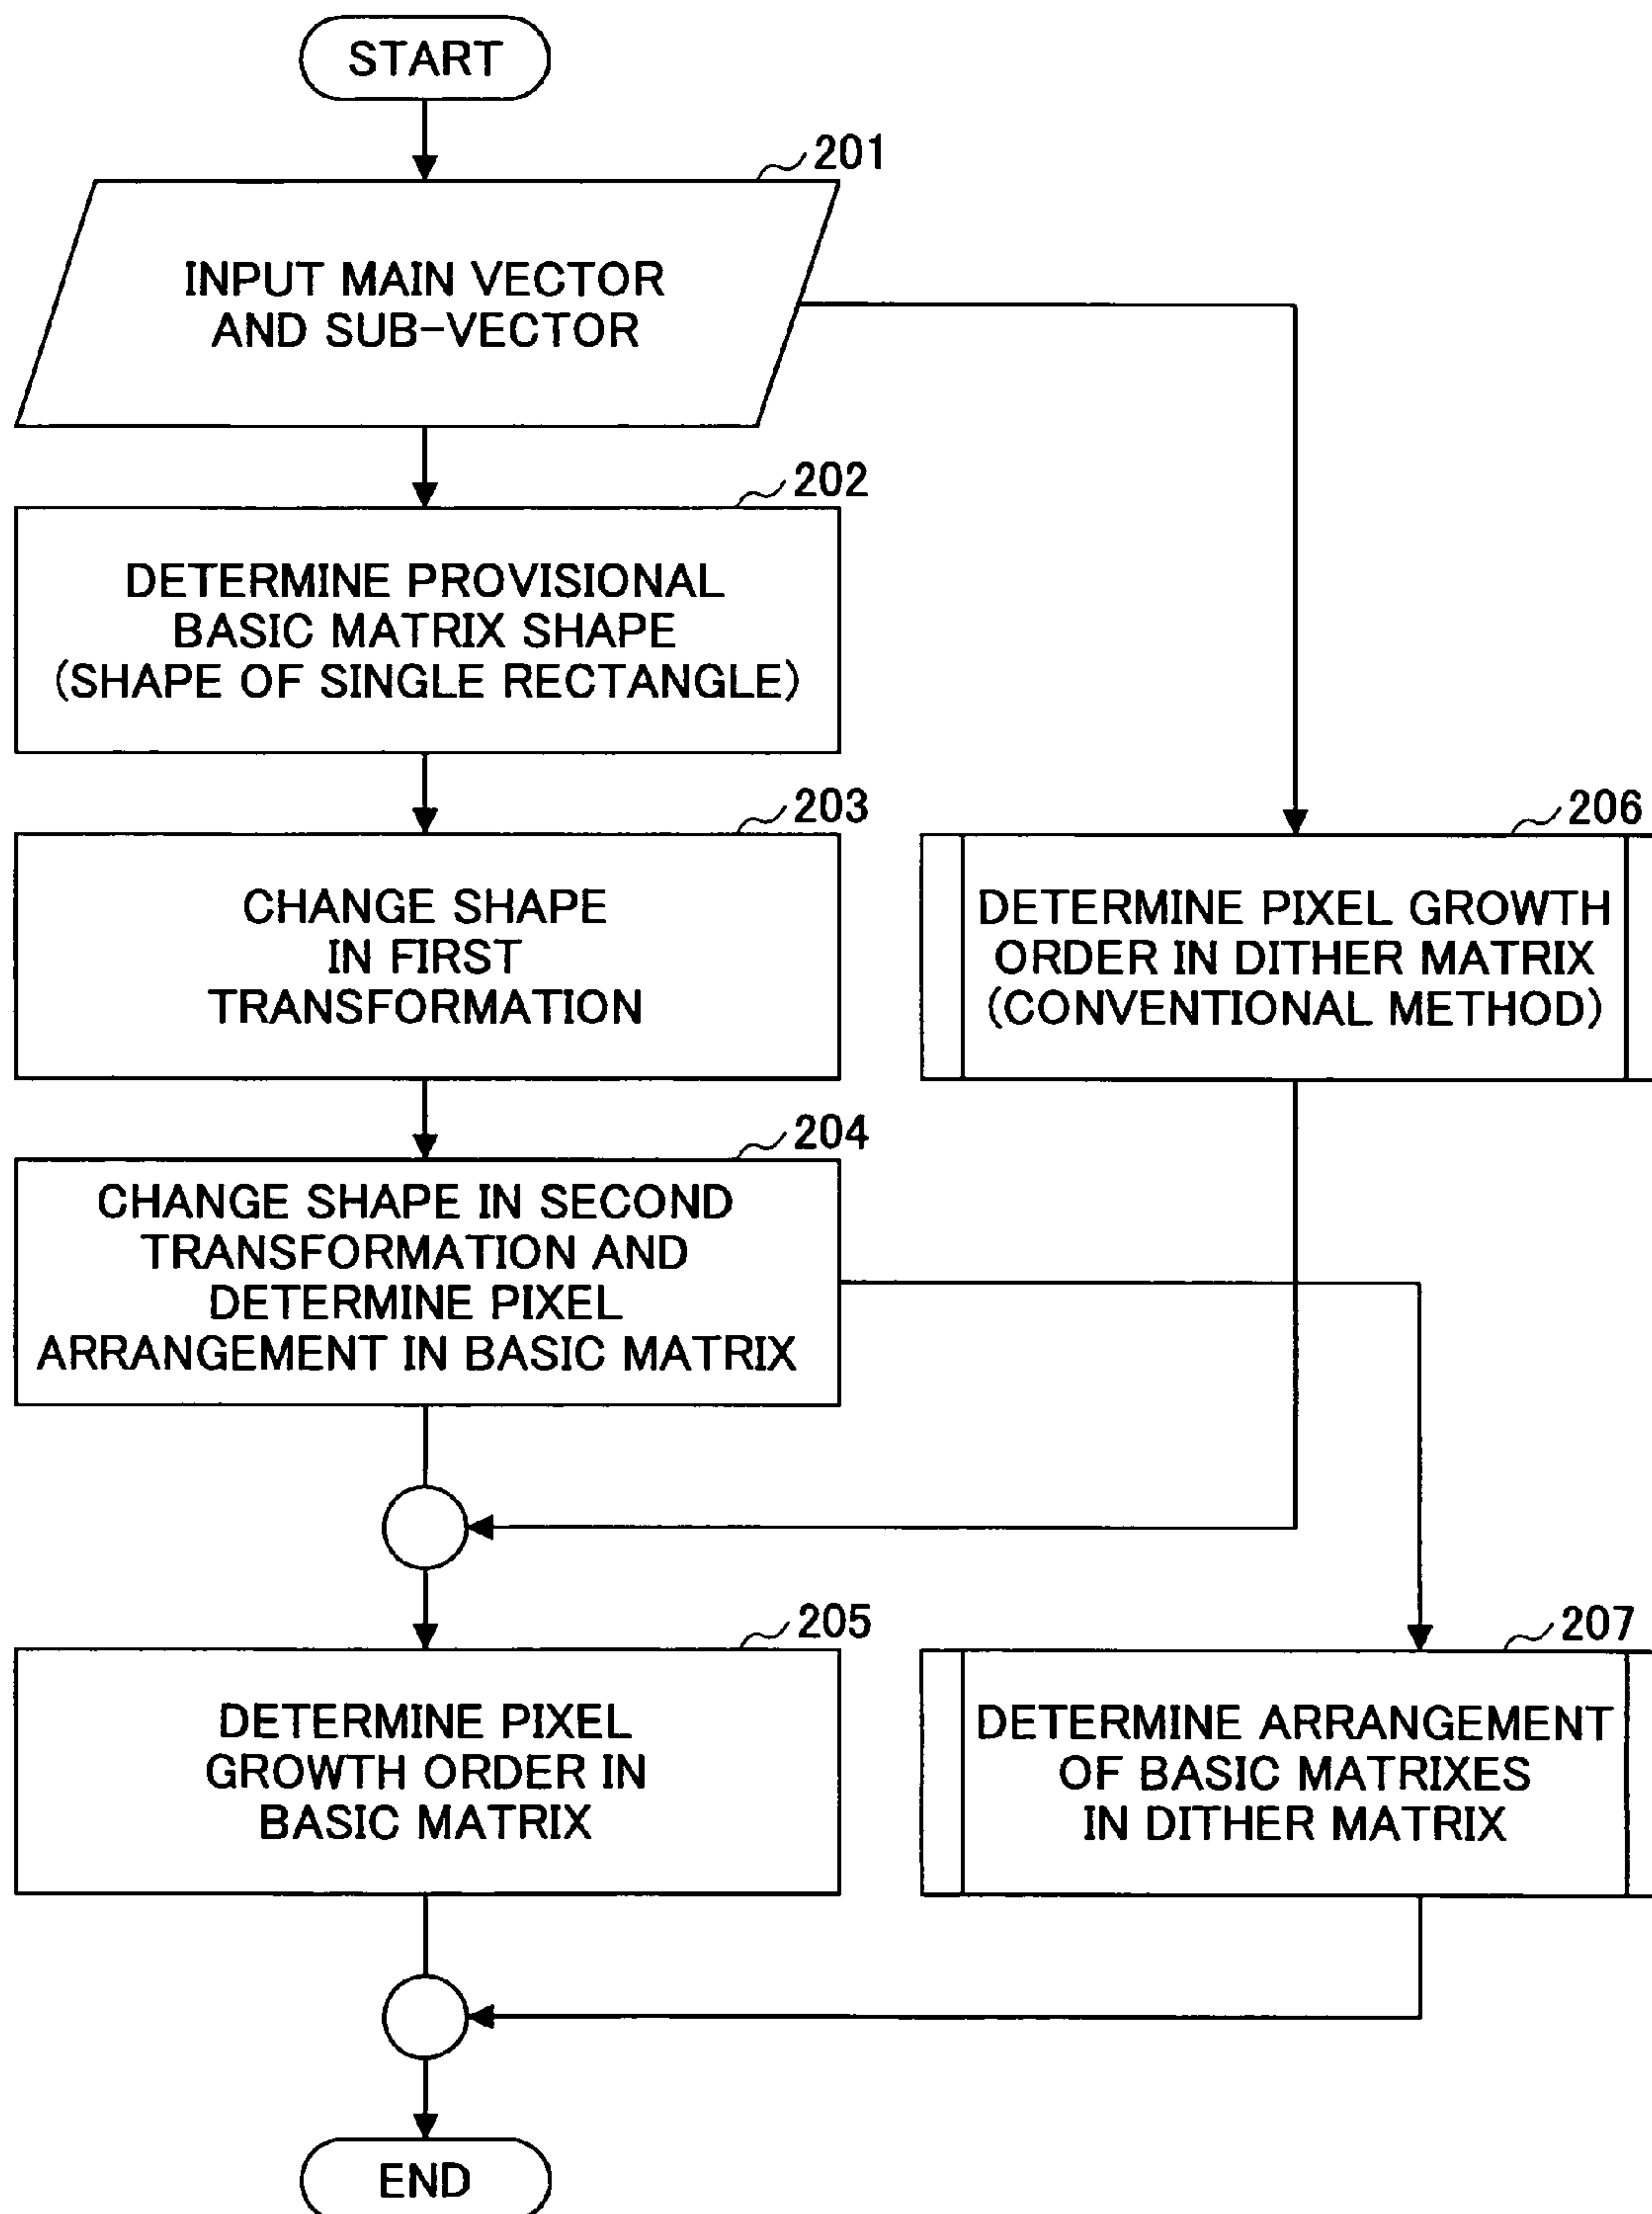 START
201
INPUT MAIN VECTOR
AND SUB-VECTOR
202
DETERMINE PROVISIONAL
BASIC MATRIX SHAPE
(SHAPE OF SINGLE RECTANGLE)
203
CHANGE SHAPE
IN FIRST
TRANSFORMATION
206
DETERMINE PIXEL GROWTH
ORDER IN DITHER MATRIX
(CONVENTIONAL METHOD)
204
CHANGE SHAPE IN SECOND
TRANSFORMATION AND
DETERMINE PIXEL
ARRANGEMENT IN BASIC MATRIX
205
DETERMINE PIXEL
GROWTH ORDER IN
BASIC MATRIX
207
DETERMINE ARRANGEMENT
OF BASIC MATRIXES
IN DITHER MATRIX
END